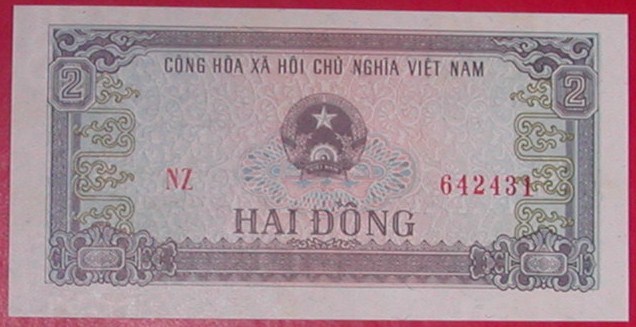 CỘNG HÒA XÃ HỘI CHỦ NGHĨA VIỆT NAM
2 2
NZ 642431
HAI ĐỒNG